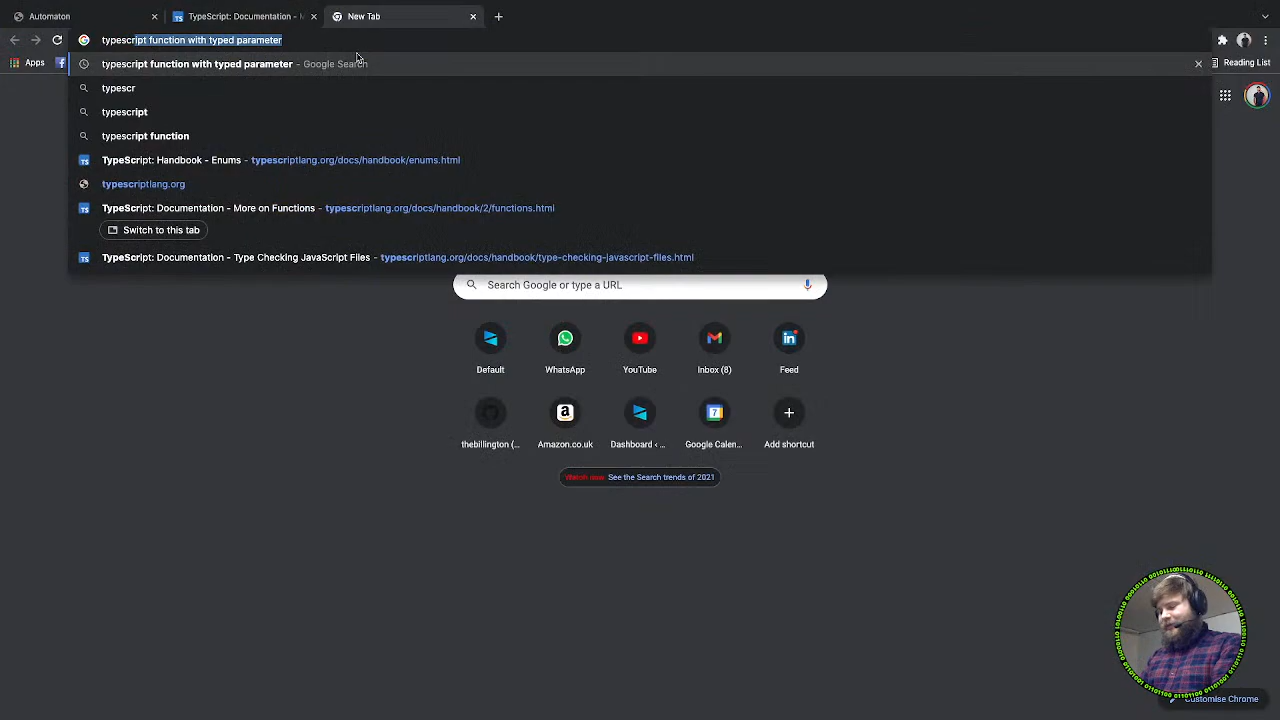 Automaton
TypeScript: Documentation - M
New Tab
typescript function with typed parameter
Apps
Reading List
typescript function with typed parameter - Google Search
typescr
typescript
typescript function
TypeScript: Handbook - Enums - typescriptlang.org/docs/handbook/enums.html
typescriptlang.org
TypeScript: Documentation - More on Functions - typescriptlang.org/docs/handbook/2/functions.html
Switch to this tab
TypeScript: Documentation - Type Checking JavaScript Files - typescriptlang.org/docs/handbook/type-checking-javascript-files.html
Search Google or type a URL
Default
WhatsApp
YouTube
Inbox (8)
Feed
thebillington (...
Amazon.co.uk
Dashboard ‹ ...
Google Calen...
Add shortcut
Watch now See the Search trends of 2021
Customise Chrome